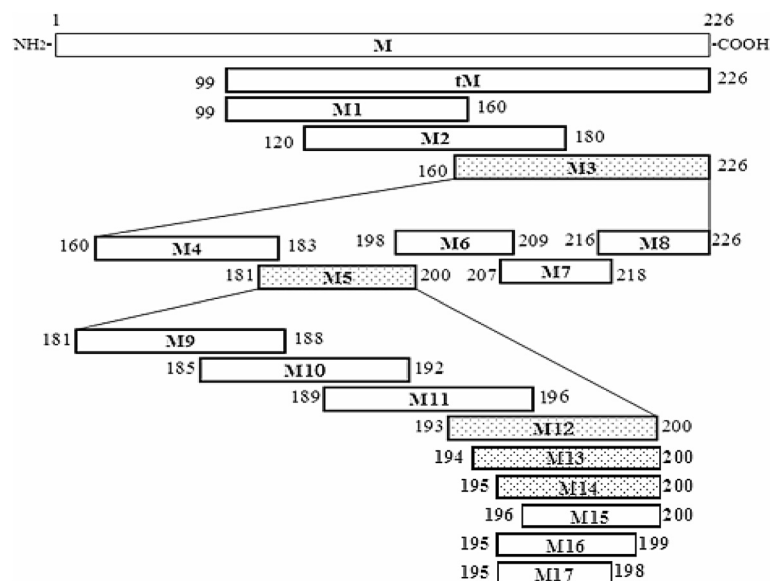 1 226
NH2- M -COOH
99 tM 226
99 M1 160
120 M2 180
160 M3 226
160 M4 183 198 M6 209 216 M8 226
181 M5 200 207 M7 218
181 M9 188
185 M10 192
189 M11 196
193 M12 200
194 M13 200
195 M14 200
196 M15 200
195 M16 199
195 M17 198